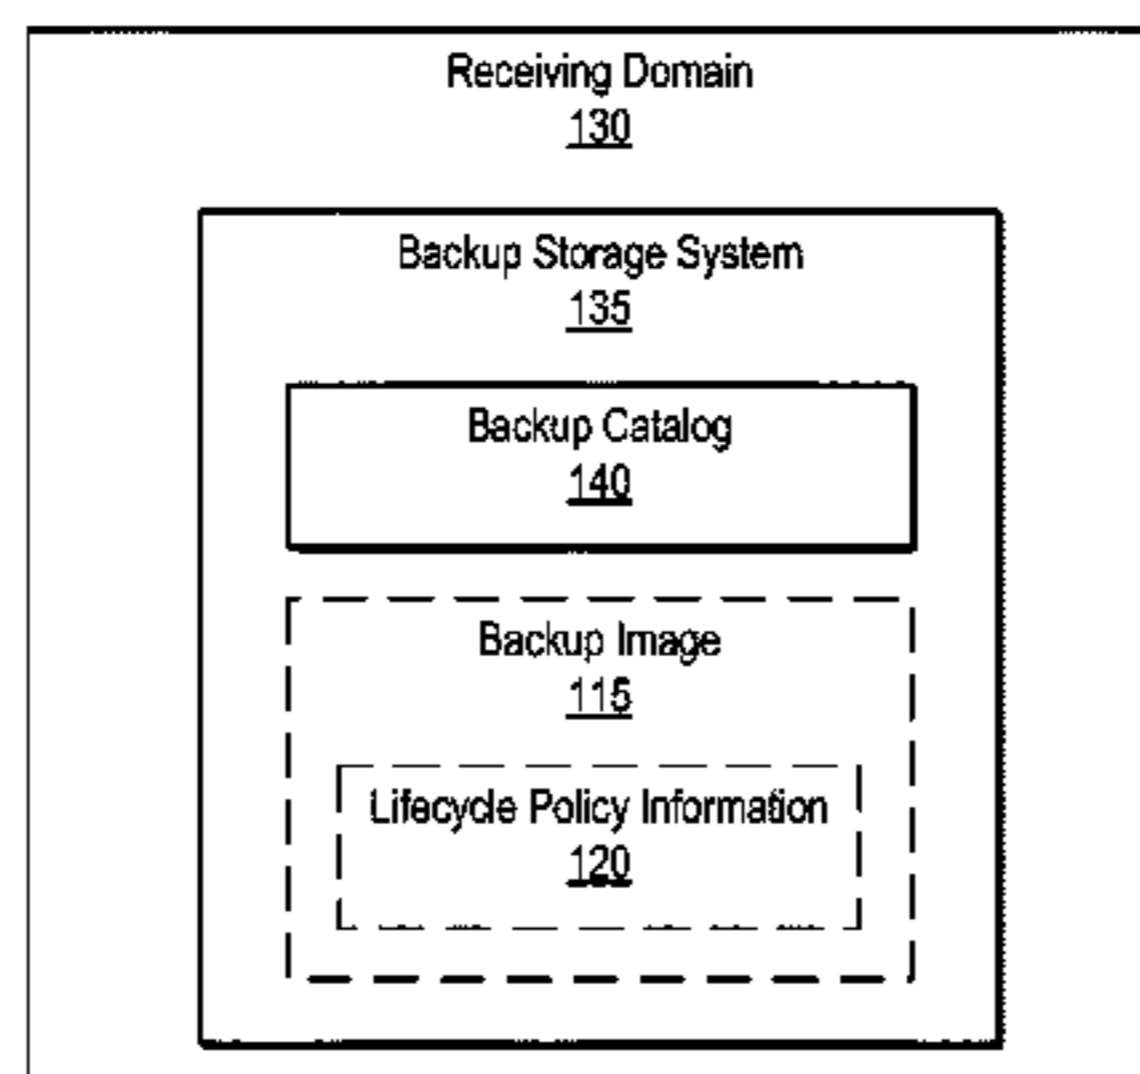 Receiving Domain
130
Backup Storage System
135
Backup Catalog
140
Backup Image
115
Lifecycle Policy Information
120